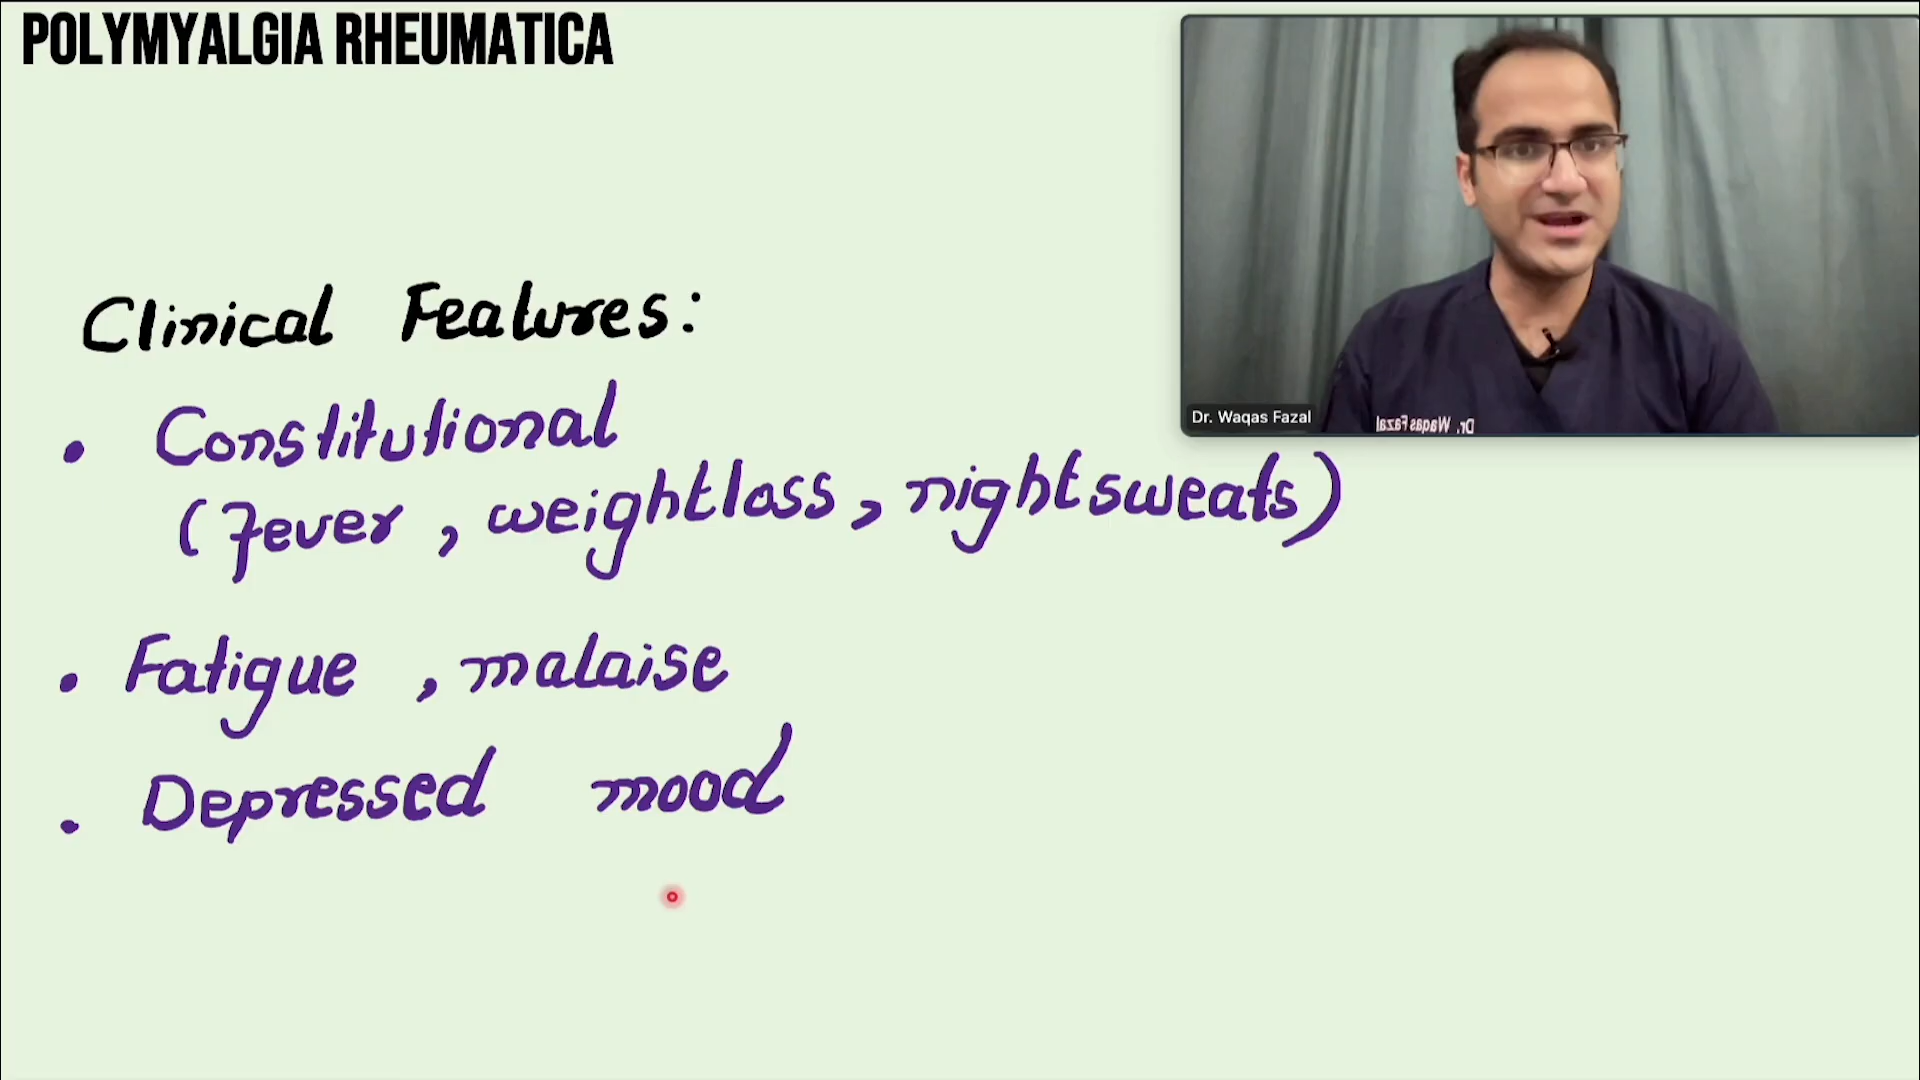 POLYMYALGIA RHEUMATICA
Clinical Features:
• Constitutional
(Fever, weightloss, nightsweats)
• Fatigue, malaise
• Depressed mood
Dr. Waqas Fazal
Dr. Waqas Fazal